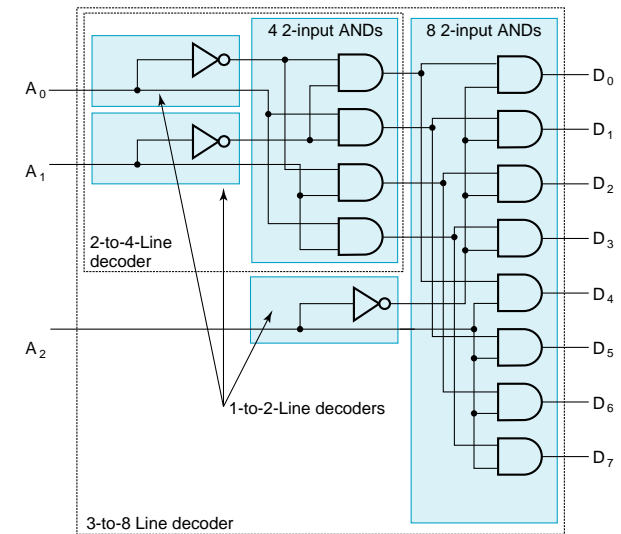 4 2-input ANDs
8 2-input ANDs
A0
D0
D1
A1
D2
D3
2-to-4-Line
decoder
D4
A2
D5
D6
1-to-2-Line decoders
D7
3-to-8 Line decoder